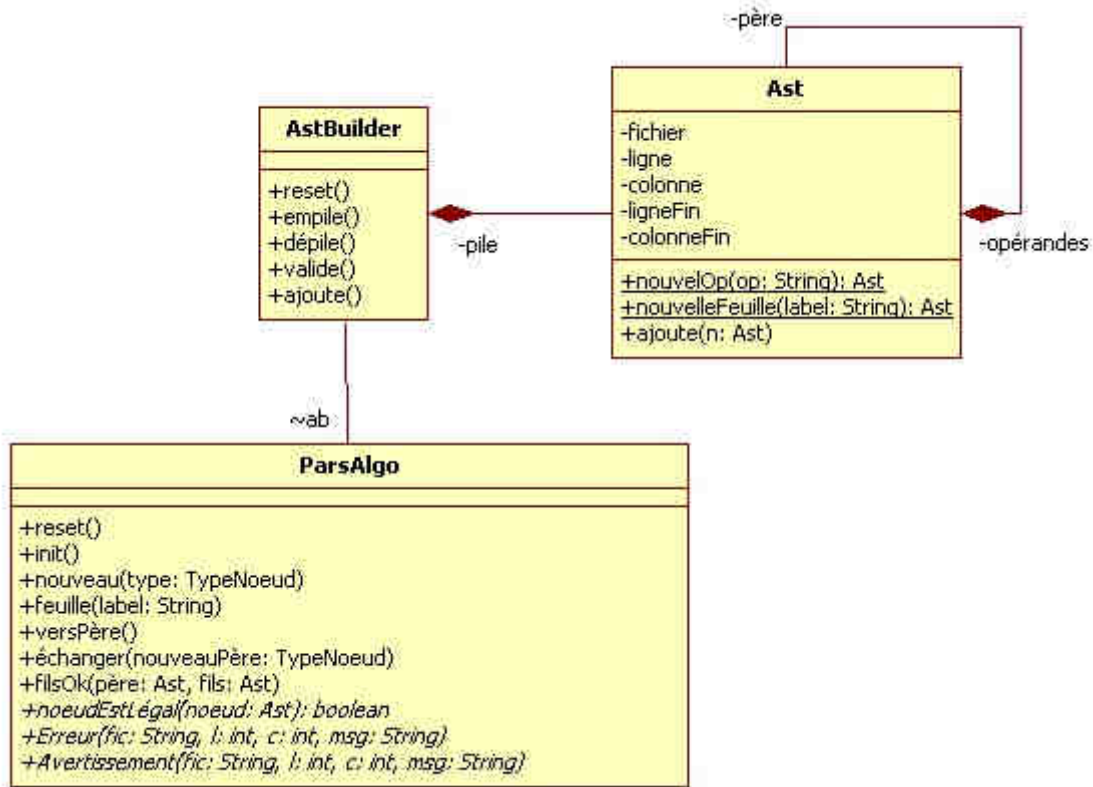 -père
Ast
-fichier
-ligne
-colonne
-ligneFin
-colonneFin
+nouvelOp(op: String): Ast
+nouvelleFeuille(label: String): Ast
+ajoute(n: Ast)
-opérandes
AstBuilder
+reset()
+empile()
+dépile()
+valide()
+ajoute()
-pile
~ab
ParsAlgo
+reset()
+init()
+nouveau(type: TypeNoeud)
+feuille(label: String)
+versPère()
+échanger(nouveauPère: TypeNoeud)
+filsOk(père: Ast, fils: Ast)
+noeudEstLégal(noeud: Ast): boolean
+Erreur(fic: String, l: int, c: int, msg: String)
+Avertissement(fic: String, l: int, c: int, msg: String)